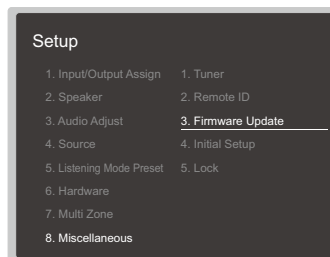 Setup
1. Input/Output Assign
2. Speaker
3. Audio Adjust
4. Source
5. Listening Mode Preset
6. Hardware
7. Multi Zone
8. Miscellaneous
1. Tuner
2. Remote ID
3. Firmware Update
4. Initial Setup
5. Lock